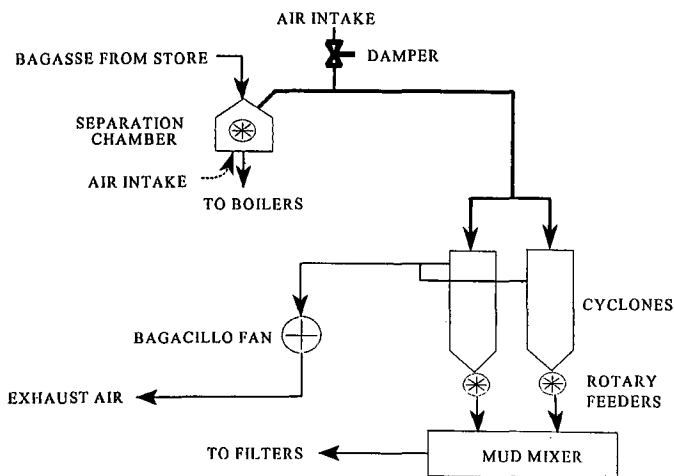 AIR INTAKE
BAGASSE FROM STORE
DAMPER
SEPARATION
CHAMBER
AIR INTAKE
TO BOILERS
CYCLONES
BAGACILLO FAN
ROTARY
FEEDERS
EXHAUST AIR
TO FILTERS
MUD MIXER